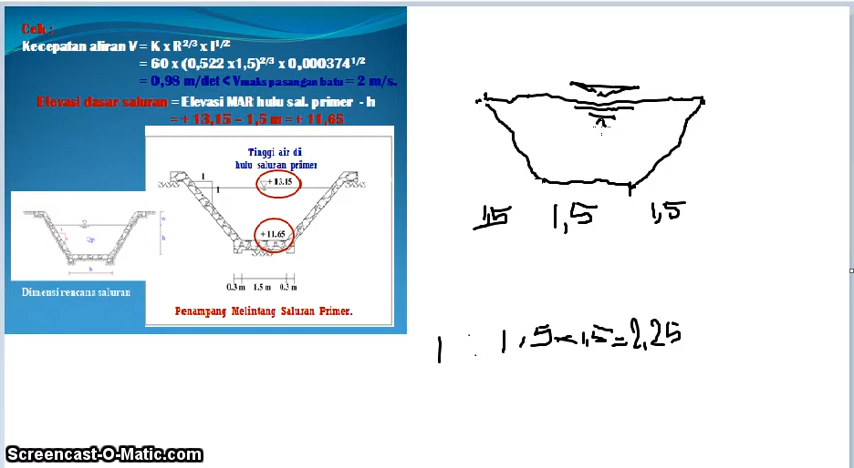 Cek :
Kecepatan aliran V = K x R^2/3 x I^1/2
= 60 x (0,522 x1,5)^2/3 x 0,000374^1/2
= 0,98 m/det < Vmaks pasangan batu = 2 m/s.
Elevasi dasar saluran = Elevasi MAR hulu sal. primer - h
= + 13,15 – 1,5 m = + 11,65
Tinggi air di
hulu saluran primer
1
1
+ 13.15
+ 11.65
0.3 m 1.5 m 0.3 m
Penampang Melintang Saluran Primer.
w
h
b
Dimensi rencana saluran
1,5 1,5 1,5
1 : 1,5 x 1,5 = 2,25
Screencast-O-Matic.com